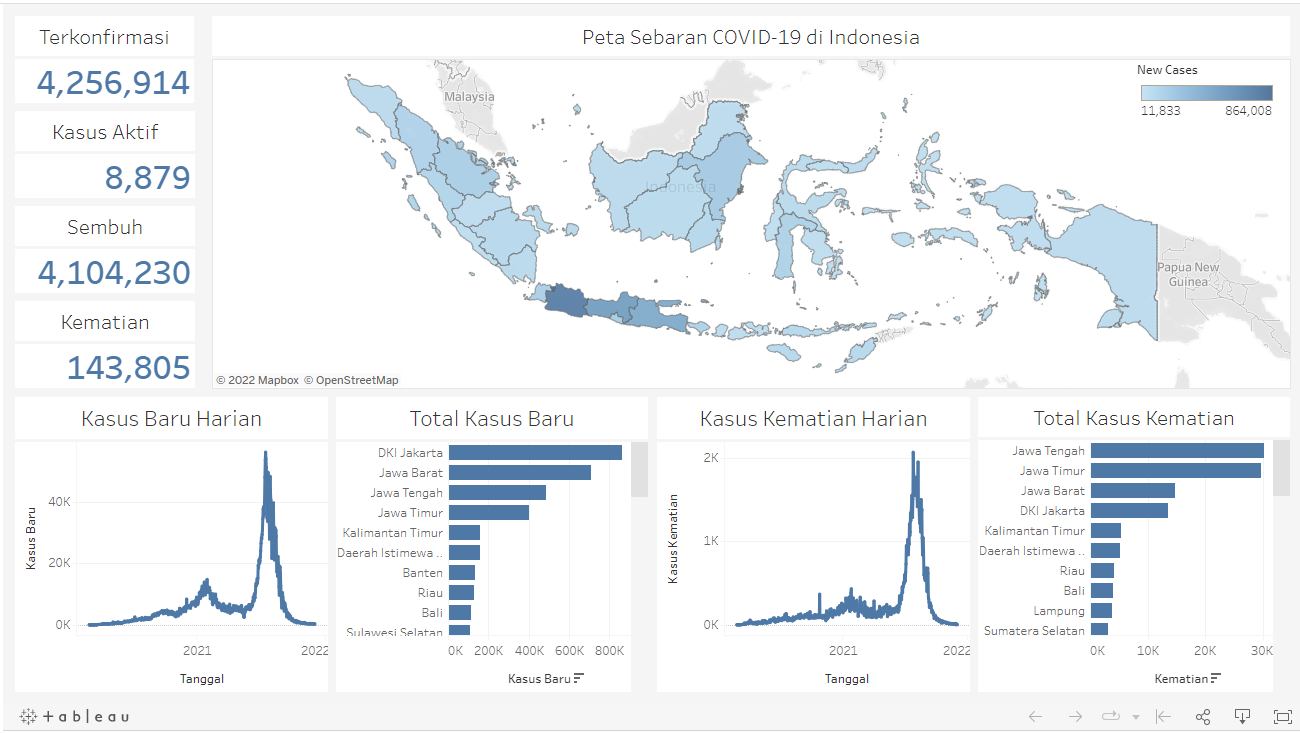 Terkonfirmasi
4,256,914
Kasus Aktif
8,879
Sembuh
4,104,230
Kematian
143,805
Peta Sebaran COVID-19 di Indonesia
New Cases
11,833 864,008
Malaysia
Indonesia
Papua New
Guinea
© 2022 Mapbox © OpenStreetMap
Kasus Baru Harian
Kasus Baru
40K
20K
0K
2021 2022
Tanggal
Total Kasus Baru
DKI Jakarta
Jawa Barat
Jawa Tengah
Jawa Timur
Kalimantan Timur
Daerah Istimewa ..
Banten
Riau
Bali
Sulawesi Selatan
0K 200K 400K 600K 800K
Kasus Baru
Kasus Kematian Harian
Kasus Kematian
2K
1K
0K
2021 2022
Tanggal
Total Kasus Kematian
Jawa Tengah
Jawa Timur
Jawa Barat
DKI Jakarta
Kalimantan Timur
Daerah Istimewa ..
Riau
Bali
Lampung
Sumatera Selatan
0K 10K 20K 30K
Kematian
+ableau